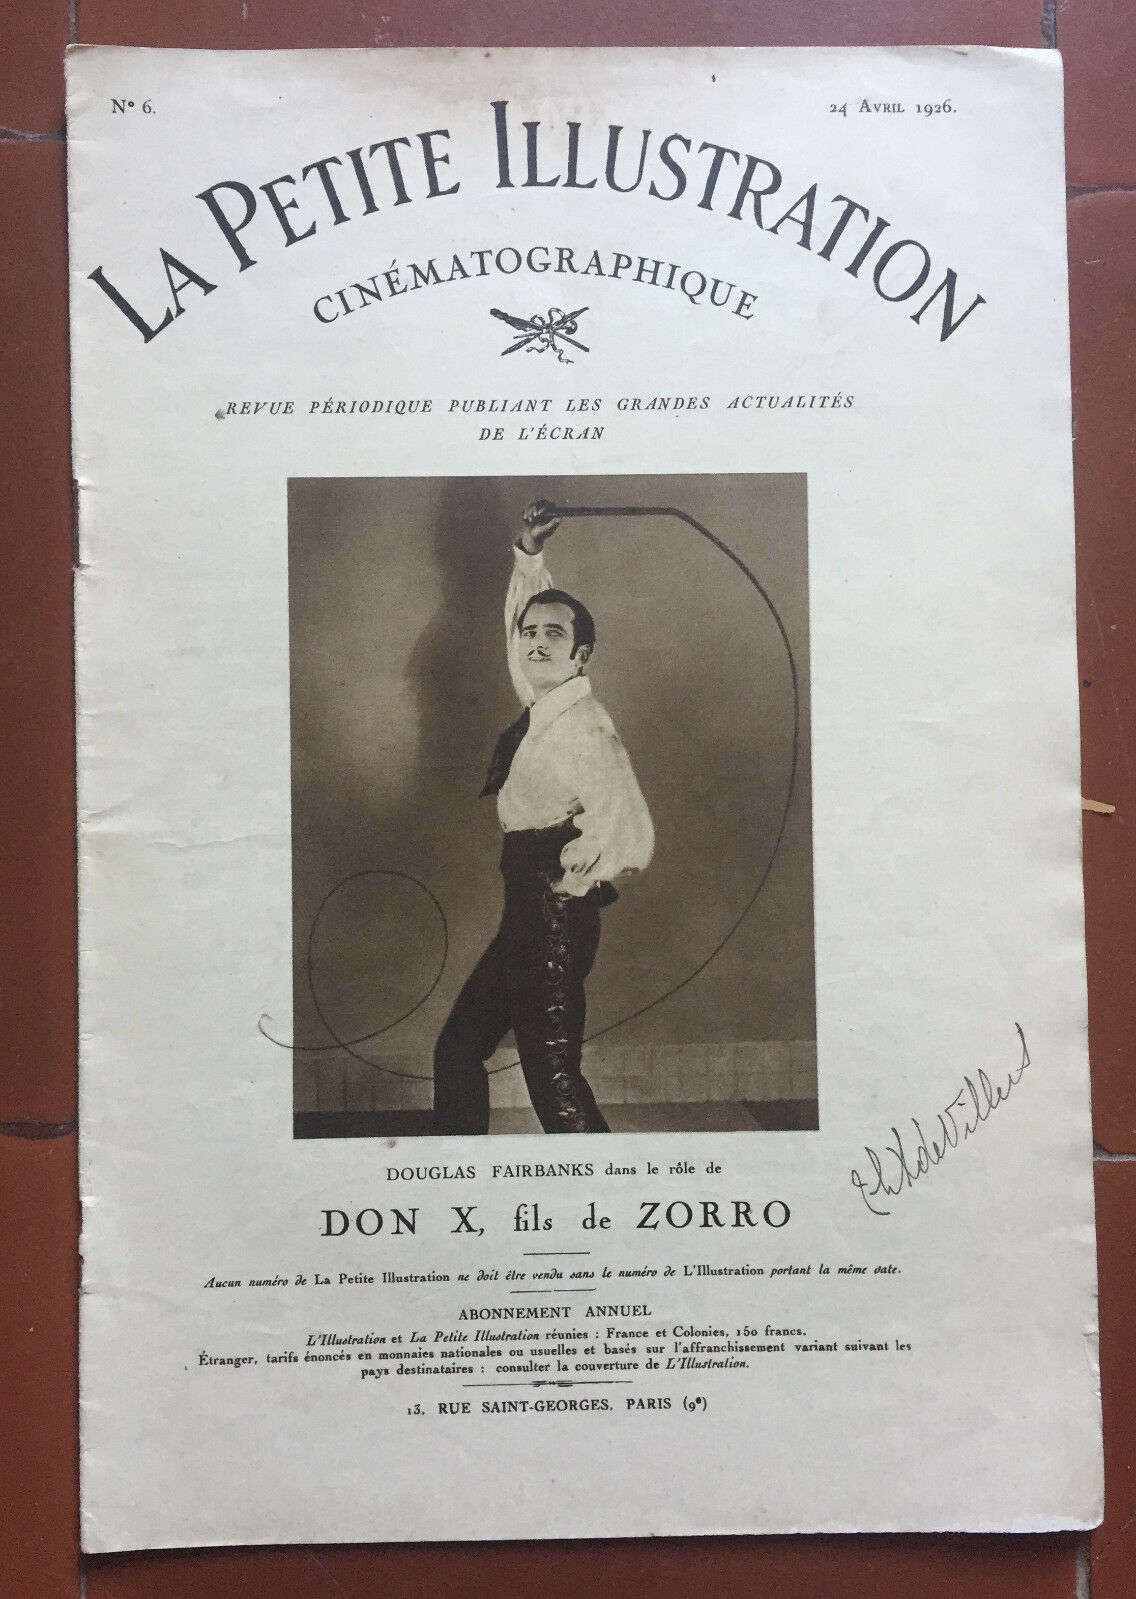 N° 6.
24 Avril 1926.
La Petite Illustration
CINÉMATOGRAPHIQUE
REVUE PÉRIODIQUE PUBLIANT LES GRANDES ACTUALITÉS
DE L'ÉCRAN
DOUGLAS FAIRBANKS dans le rôle de
DON X, fils de ZORRO
Aucun numéro de La Petite Illustration ne doit être vendu sans le numéro de L'Illustration portant la même date.
ABONNEMENT ANNUEL
L'Illustration et La Petite Illustration réunies : France et Colonies, 150 francs.
Étranger, tarifs énoncés en monnaies nationales ou usuelles et basés sur l'affranchissement variant suivant les
pays destinataires : consulter la couverture de L'Illustration.
13, RUE SAINT-GEORGES, PARIS (9e)